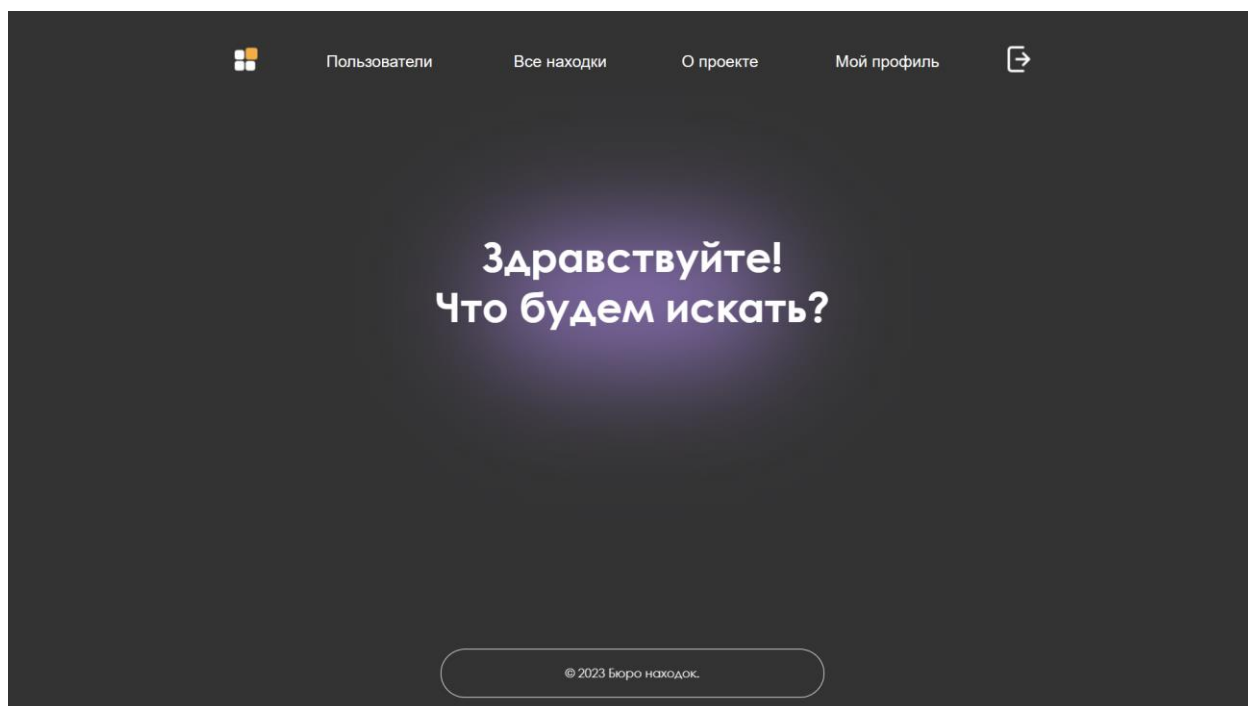 Пользователи Все находки О проекте Мой профиль
Здравствуйте!
Что будем искать?
© 2023 Бюро находок.